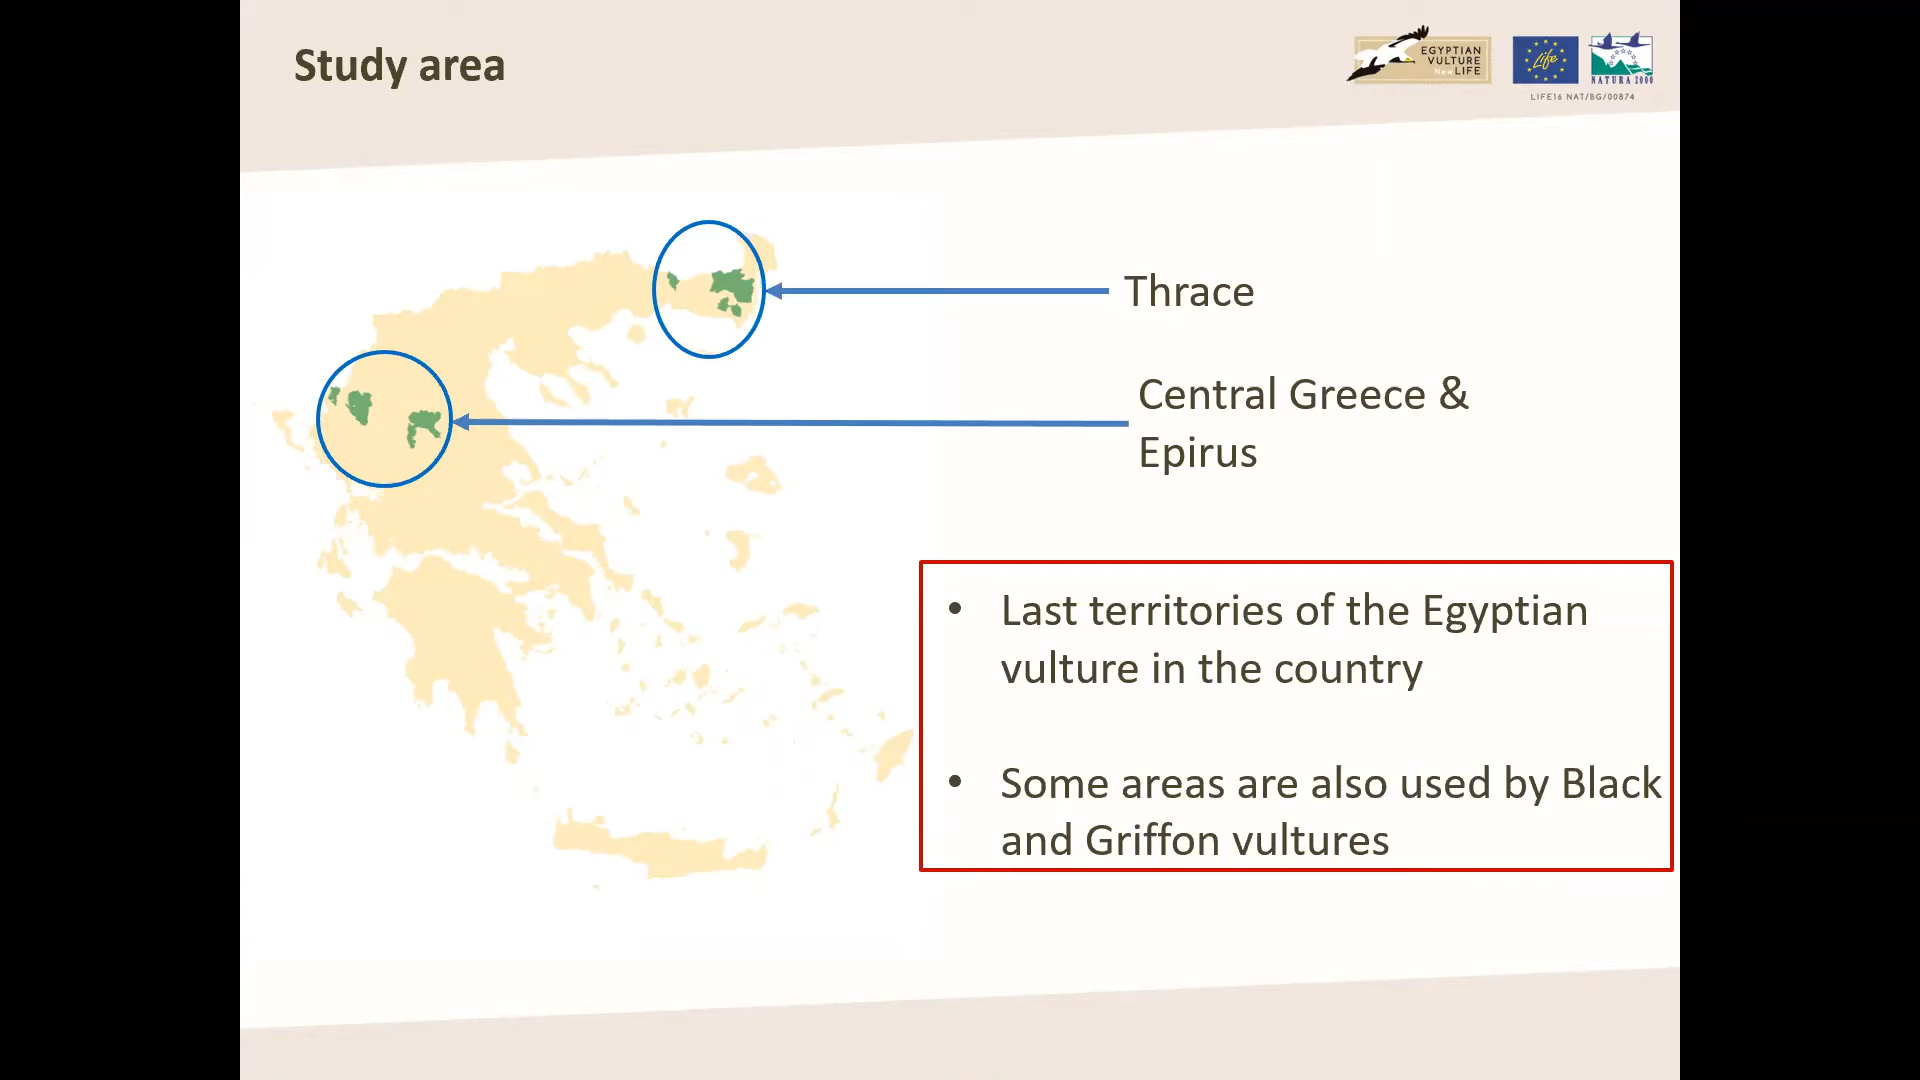 Study area
EGYPTIAN
VULTURE
New LIFE
Life
NATURA 2000
LIFE16 NAT/BG/00874
Thrace
Central Greece &
Epirus
• Last territories of the Egyptian
vulture in the country
• Some areas are also used by Black
and Griffon vultures